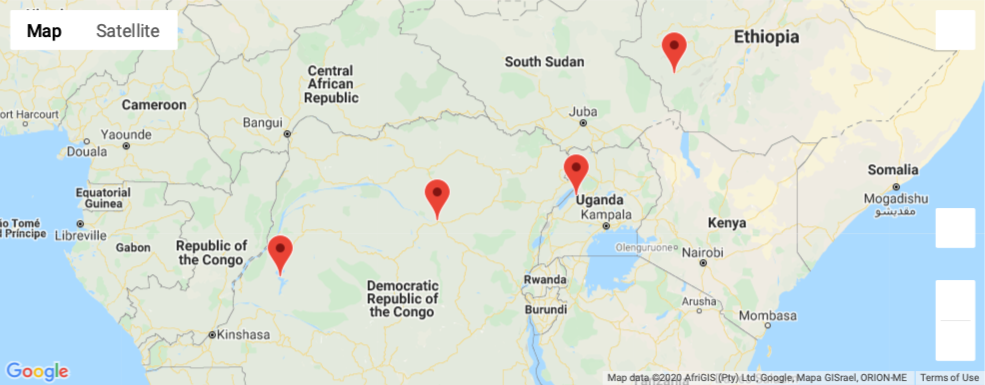 Map
Satellite
Ethiopia
South Sudan
Central
African
Republic
Cameroon
ort Harcourt
Juba
Bangui
Yaounde
Douala
Somalia
Equatorial
Guinea
Mogadishu
مقديشو
Uganda
Kampala
ão Tomé
l Príncipe
Libreville
Gabon
Republic of
the Congo
Kenya
Olenguruone
Nairobi
Rwanda
Democratic
Republic of
the Congo
Burundi
Arusha
Mombasa
Kinshasa
Google
Map data ©2020 AfriGIS (Pty) Ltd, Google, Mapa GISrael, ORION-ME
Terms of Use